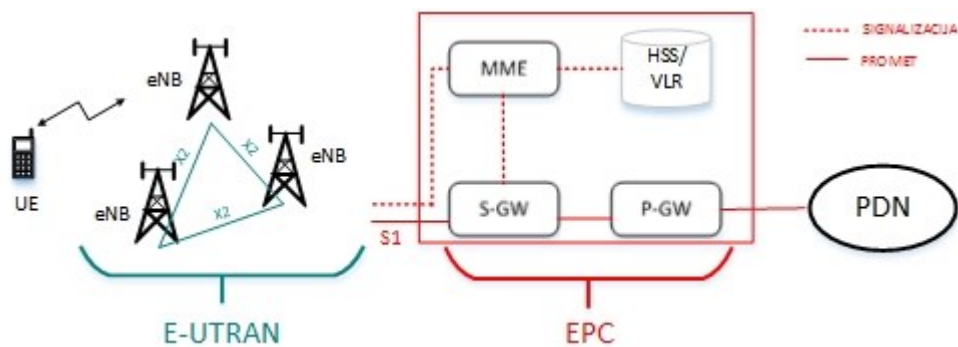 eNB
UE
X2
X2
eNB
eNB
X2
E-UTRAN
S1
MME
HSS/
VLR
S-GW
P-GW
EPC
PDN
SIGNALIZACIJA
PROMET